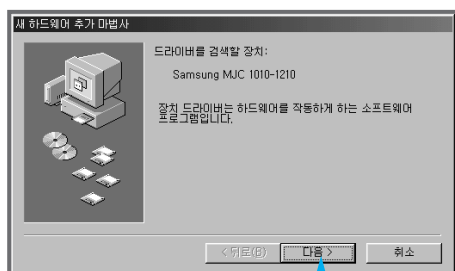 새 하드웨어 추가 마법사
드라이버를 검색할 장치:
Samsung MJC 1010-1210
장치 드라이버는 하드웨어를 작동하게 하는 소프트웨어
프로그램입니다.
< 뒤로(B) 다음 > 취소